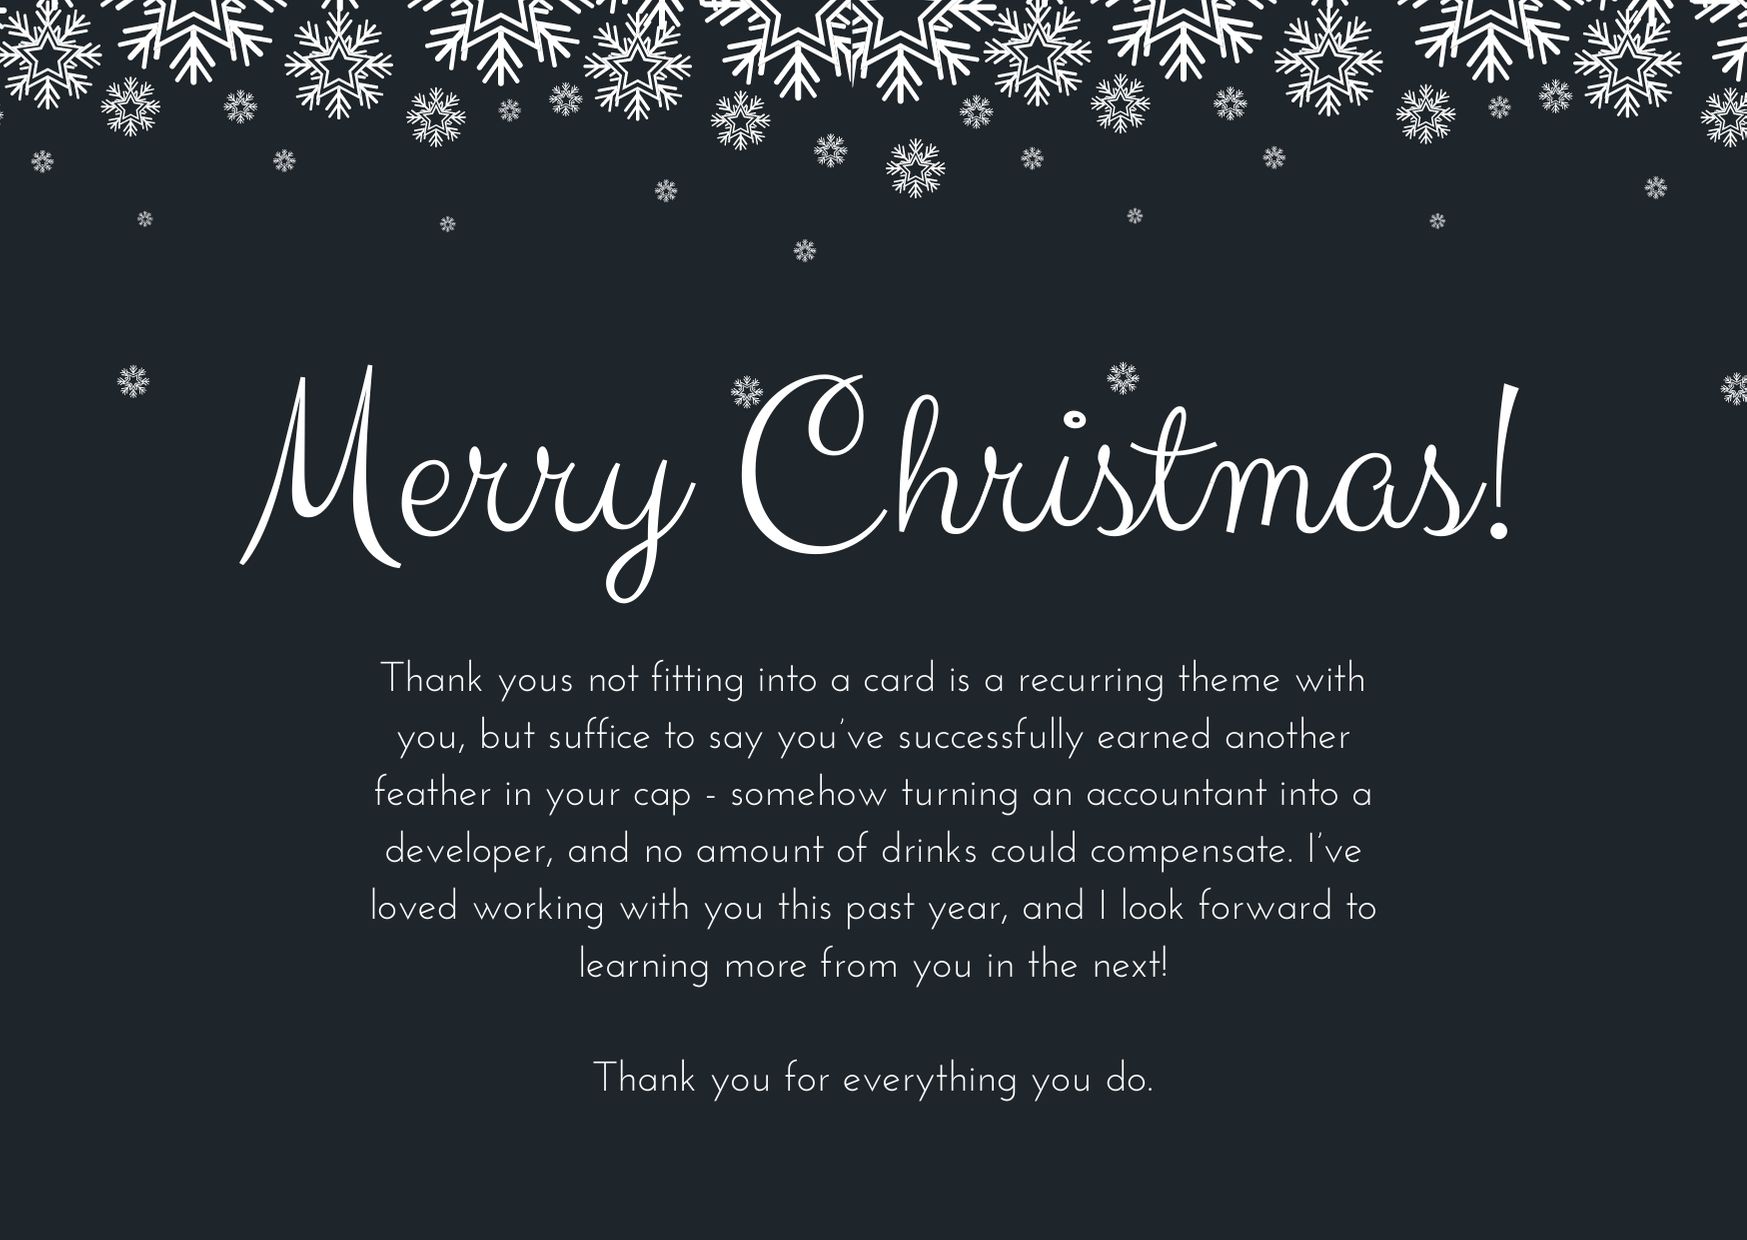 Merry Christmas!
Thank yous not fitting into a card is a recurring theme with
you, but suffice to say you've successfully earned another
feather in your cap - somehow turning an accountant into a
developer, and no amount of drinks could compensate. I've
loved working with you this past year, and I look forward to
learning more from you in the next!
Thank you for everything you do.